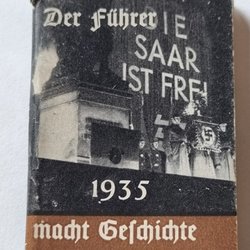 Der Führer
IE
SAAR
IST FREI
1935
macht Geschichte